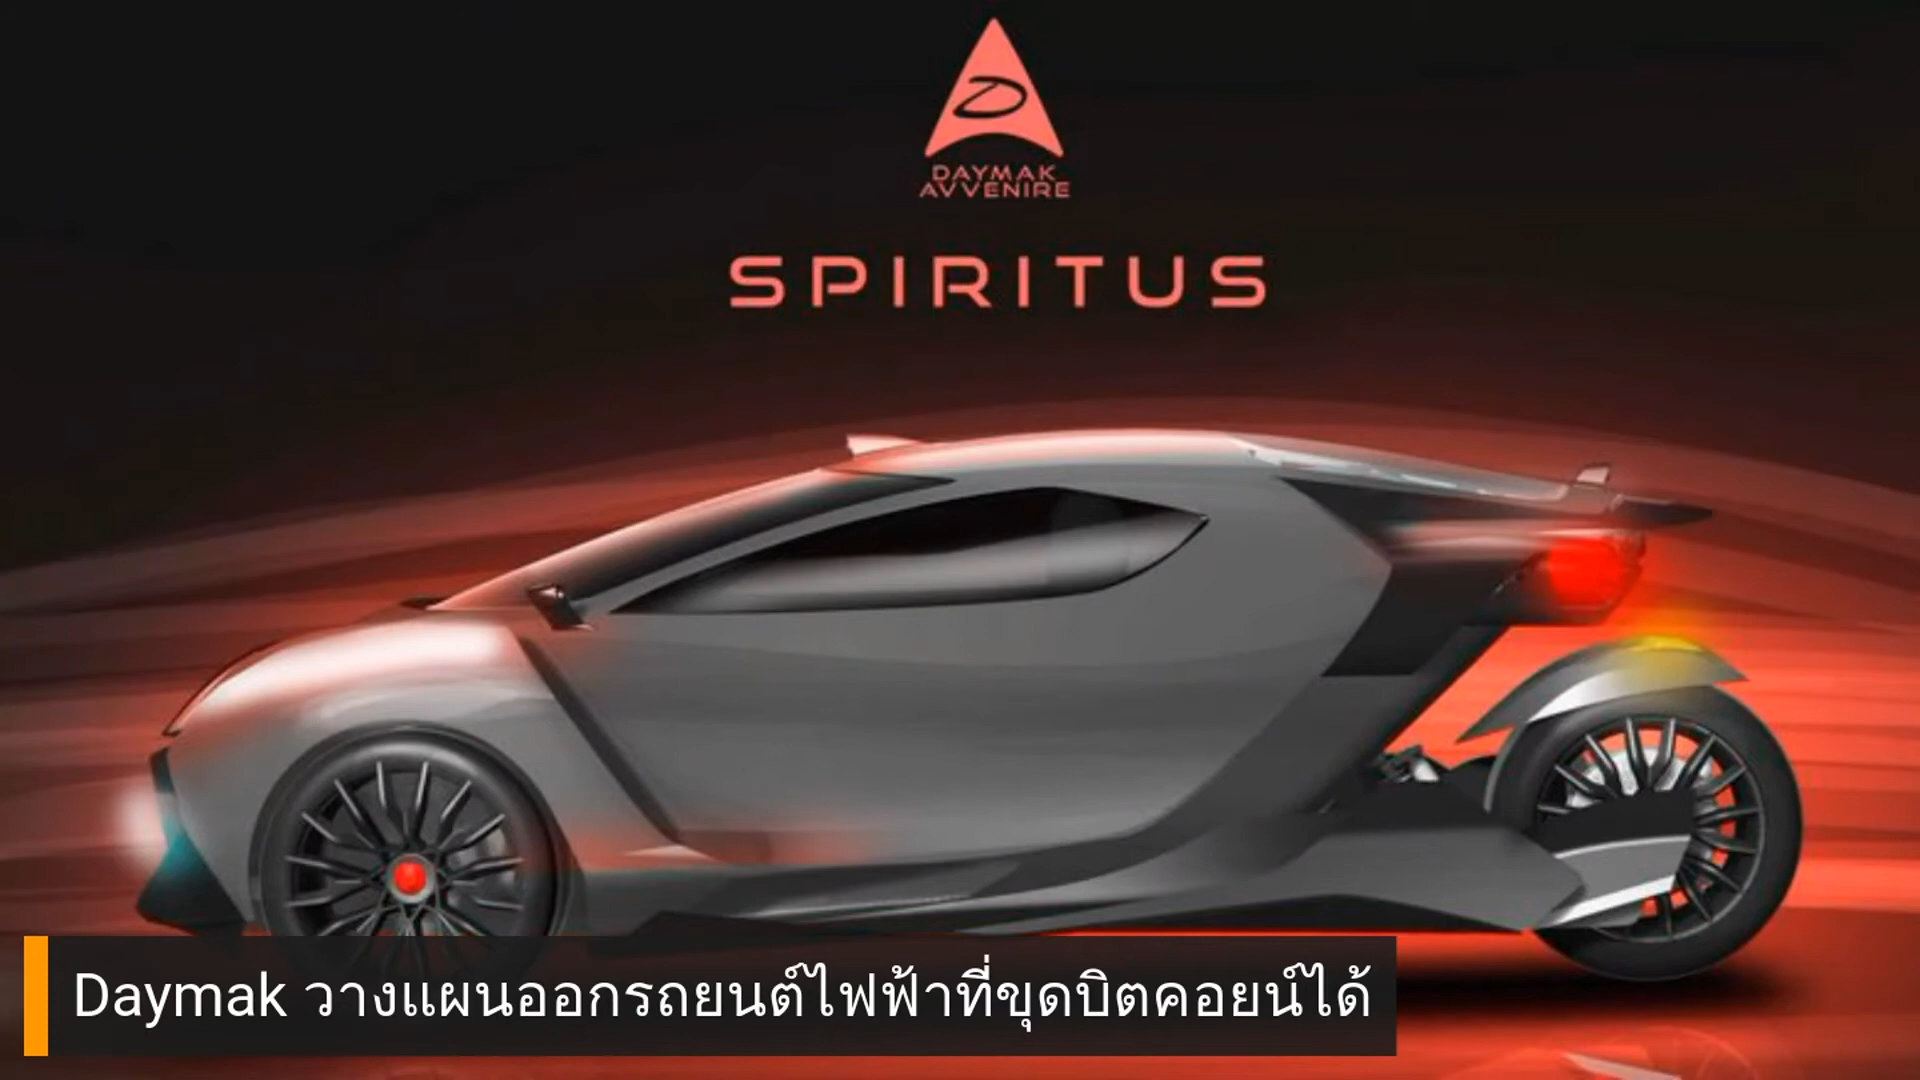 D
DAYMAK
AVVENIRE
SPIRITUS
Daymak วางแผนออกรถยนต์ไฟฟ้าที่ขุดบิตคอยน์ได้